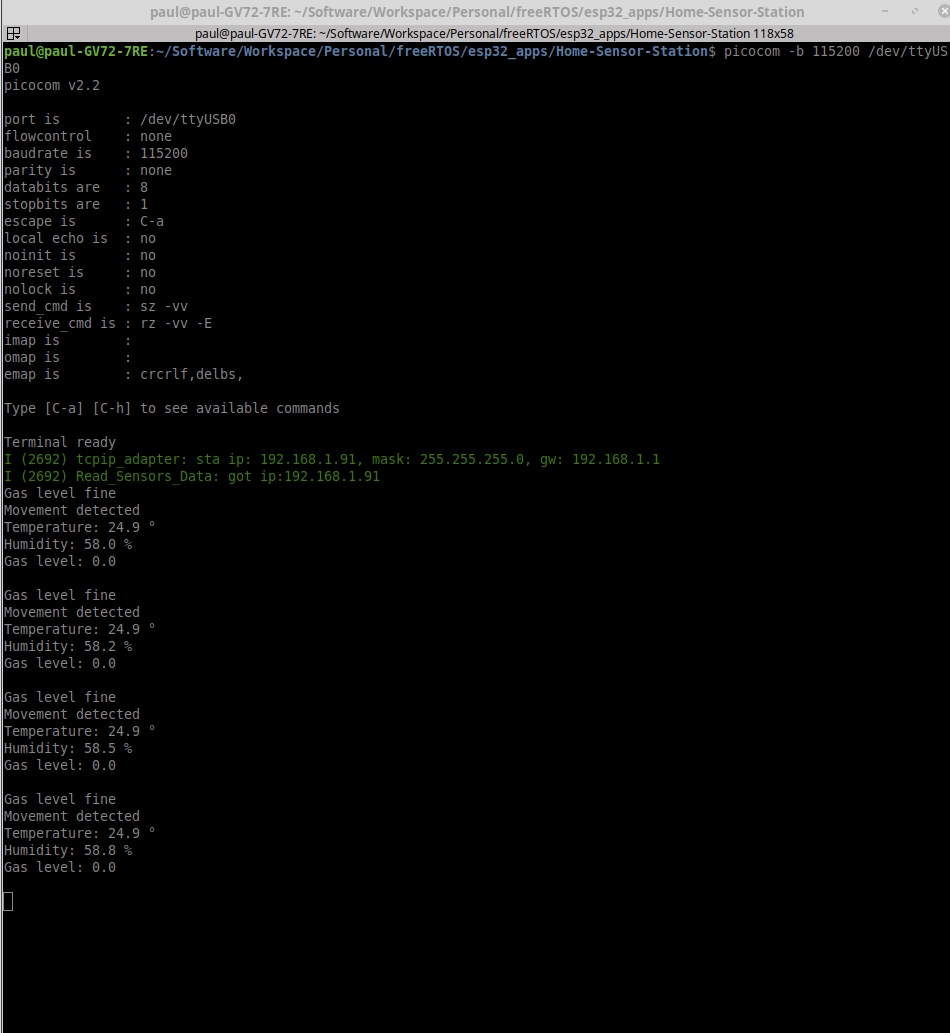 paul@paul-GV72-7RE: ~/Software/Workspace/Personal/freeRTOS/esp32_apps/Home-Sensor-Station
paul@paul-GV72-7RE: ~/Software/Workspace/Personal/freeRTOS/esp32_apps/Home-Sensor-Station 118x58
paul@paul-GV72-7RE:~/Software/Workspace/Personal/freeRTOS/esp32_apps/Home-Sensor-Station$ picocom -b 115200 /dev/ttyUS
B0
picocom v2.2

port is        : /dev/ttyUSB0
flowcontrol    : none
baudrate is    : 115200
parity is      : none
databits are   : 8
stopbits are   : 1
escape is      : C-a
local echo is  : no
noinit is      : no
noreset is     : no
nolock is      : no
send_cmd is    : sz -vv
receive_cmd is : rz -vv -E
imap is        :
omap is        :
emap is        : crcrlf,delbs,

Type [C-a] [C-h] to see available commands

Terminal ready
I (2692) tcpip_adapter: sta ip: 192.168.1.91, mask: 255.255.255.0, gw: 192.168.1.1
I (2692) Read_Sensors_Data: got ip:192.168.1.91
Gas level fine
Movement detected
Temperature: 24.9 º
Humidity: 58.0 %
Gas level: 0.0

Gas level fine
Movement detected
Temperature: 24.9 º
Humidity: 58.2 %
Gas level: 0.0

Gas level fine
Movement detected
Temperature: 24.9 º
Humidity: 58.5 %
Gas level: 0.0

Gas level fine
Movement detected
Temperature: 24.9 º
Humidity: 58.8 %
Gas level: 0.0